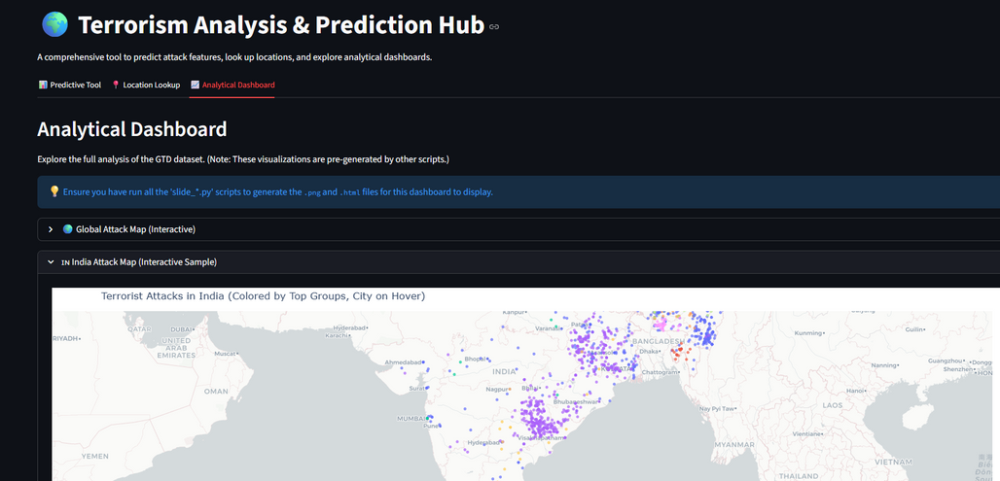 Terrorism Analysis & Prediction Hub
A comprehensive tool to predict attack features, look up locations, and explore analytical dashboards.
Predictive Tool Location Lookup Analytical Dashboard
Analytical Dashboard
Explore the full analysis of the GTD dataset. (Note: These visualizations are pre-generated by other scripts.)
Ensure you have run all the 'slide_*.py' scripts to generate the .png and .html files for this dashboard to display.
Global Attack Map (Interactive)
IN India Attack Map (Interactive Sample)
Terrorist Attacks in India (Colored by Top Groups, City on Hover)
Kanpur
QATAR DUBAI Hyderabad Varanasi BANGLADESH Kunming Guilin
RIYADH UNITED ARAB EMIRATES Karachi
Muscat Dhaka
Ahmedabad Bhopal Chattogram Nanning Guangzhou
INDIA Shenzhen
OMAN Surat Nagpur Hanoi
Bhubaneshwar LAOS
MUMBAI Pune Nay Pyi Taw
Hyderabad Visakhapatnam Vientiane
YEMEN MYANMAR
VIETNAM
THAILAND